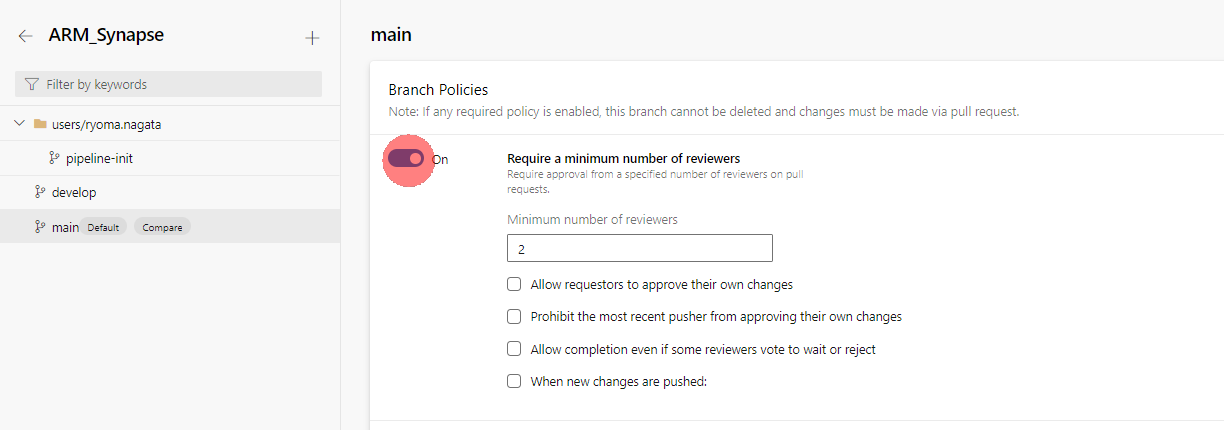 ARM_Synapse
Filter by keywords
users/ryoma.nagata
pipeline-init
develop
main Default Compare
main
Branch Policies
Note: If any required policy is enabled, this branch cannot be deleted and changes must be made via pull request.
On
Require a minimum number of reviewers
Require approval from a specified number of reviewers on pull
requests.
Minimum number of reviewers
2
Allow requestors to approve their own changes
Prohibit the most recent pusher from approving their own changes
Allow completion even if some reviewers vote to wait or reject
When new changes are pushed: